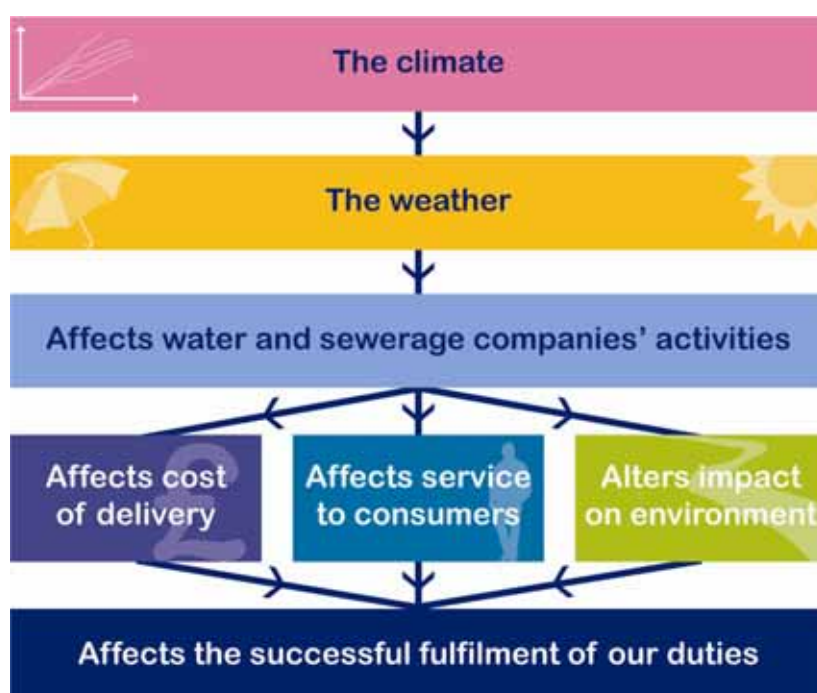 The climate
The weather
Affects water and sewerage companies’ activities
Affects cost
of delivery
Affects service
to consumers
Alters impact
on environment
Affects the successful fulfilment of our duties